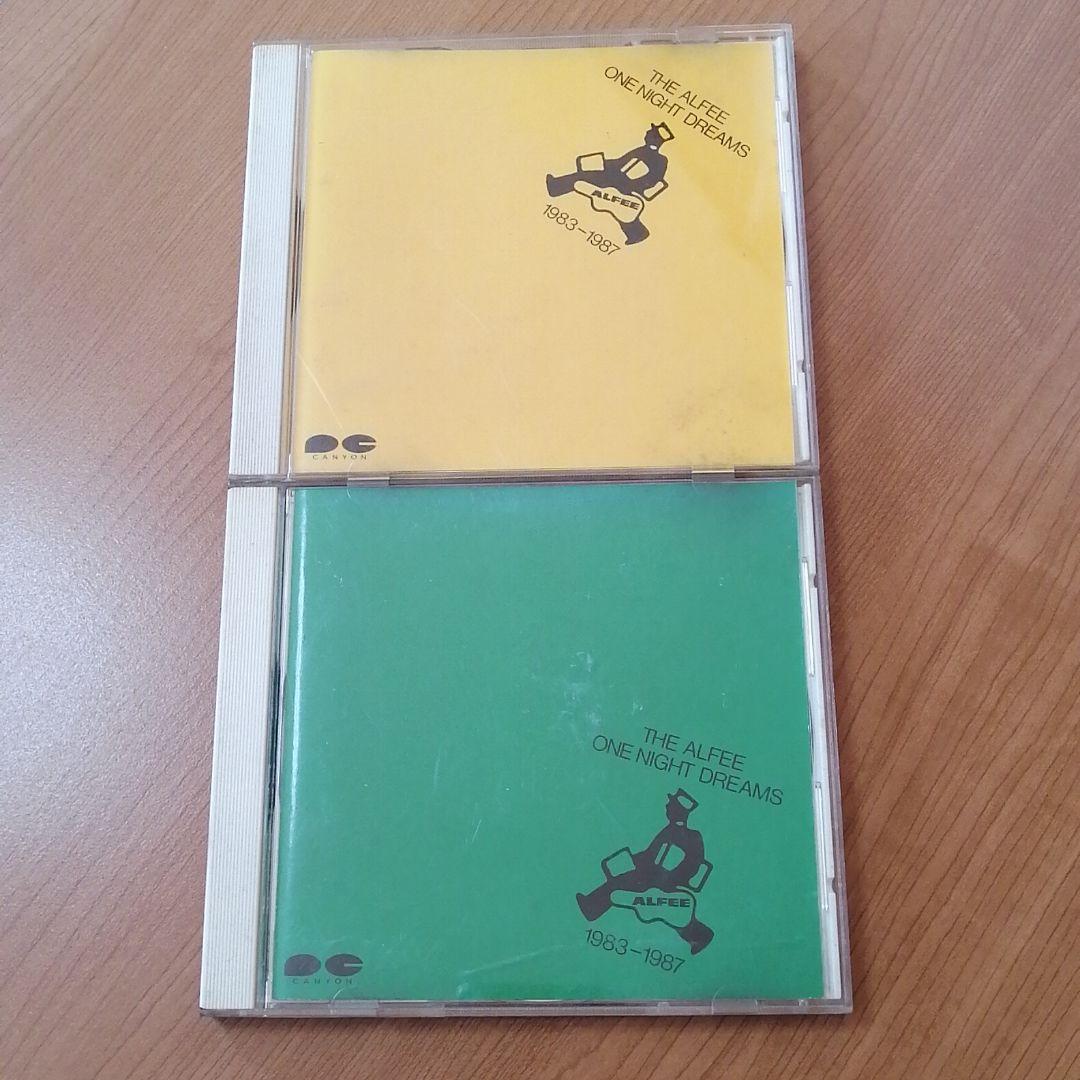 THE ALFEE
ONE NIGHT DREAMS
ALFEE
1983-1987
CANYON
THE ALFEE
ONE NIGHT DREAMS
ALFEE
1983-1987
CANYON